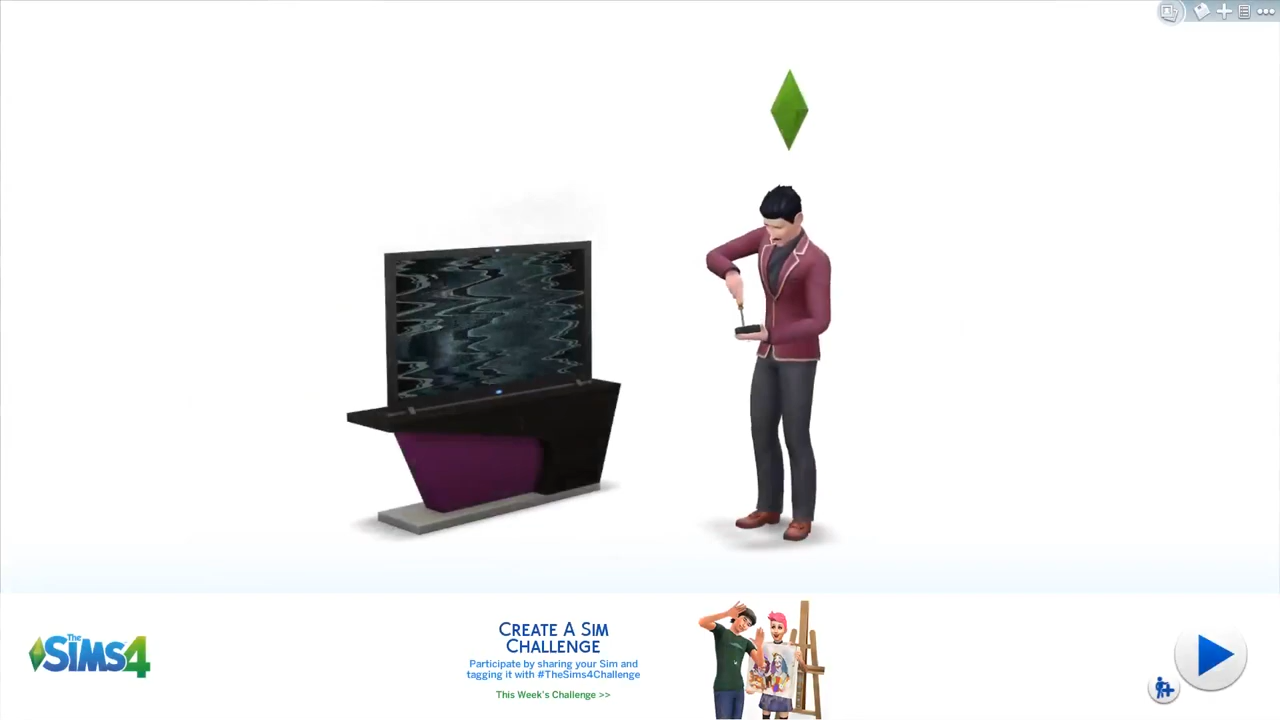 The
SiMS4
CREATE A SIM
CHALLENGE
Participate by sharing your Sim and
tagging it with #TheSims4Challenge
This Week's Challenge >>